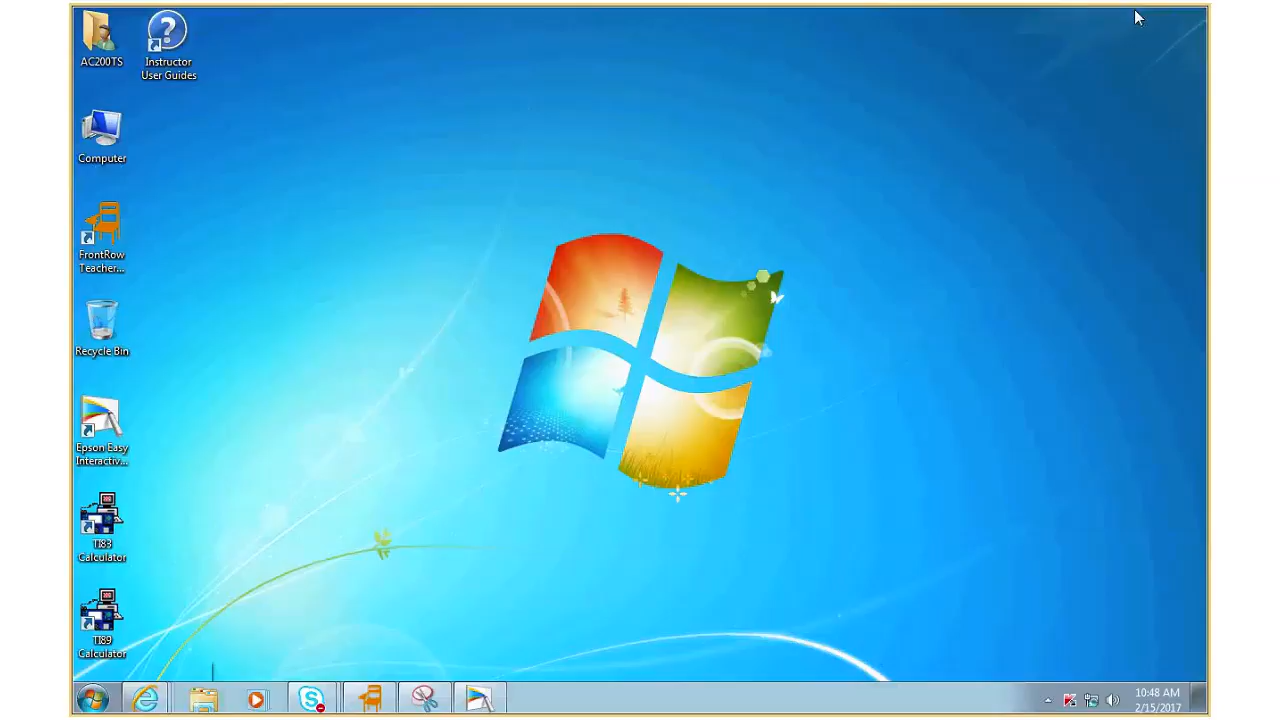 AC200TS
Instructor
User Guides
Computer
FrontRow
Teacher...
Recycle Bin
Epson Easy
Interactiv...
TI83
Calculator
TI89
Calculator
10:48 AM
2/15/2017